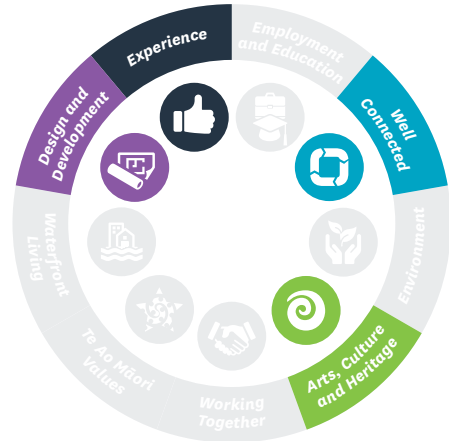 Experience
Employment
and Education
Well
Connected
Environment
Arts, Culture
and Heritage
Working
Together
Te Ao Māori
Values
Waterfront
Living
Design and
Development